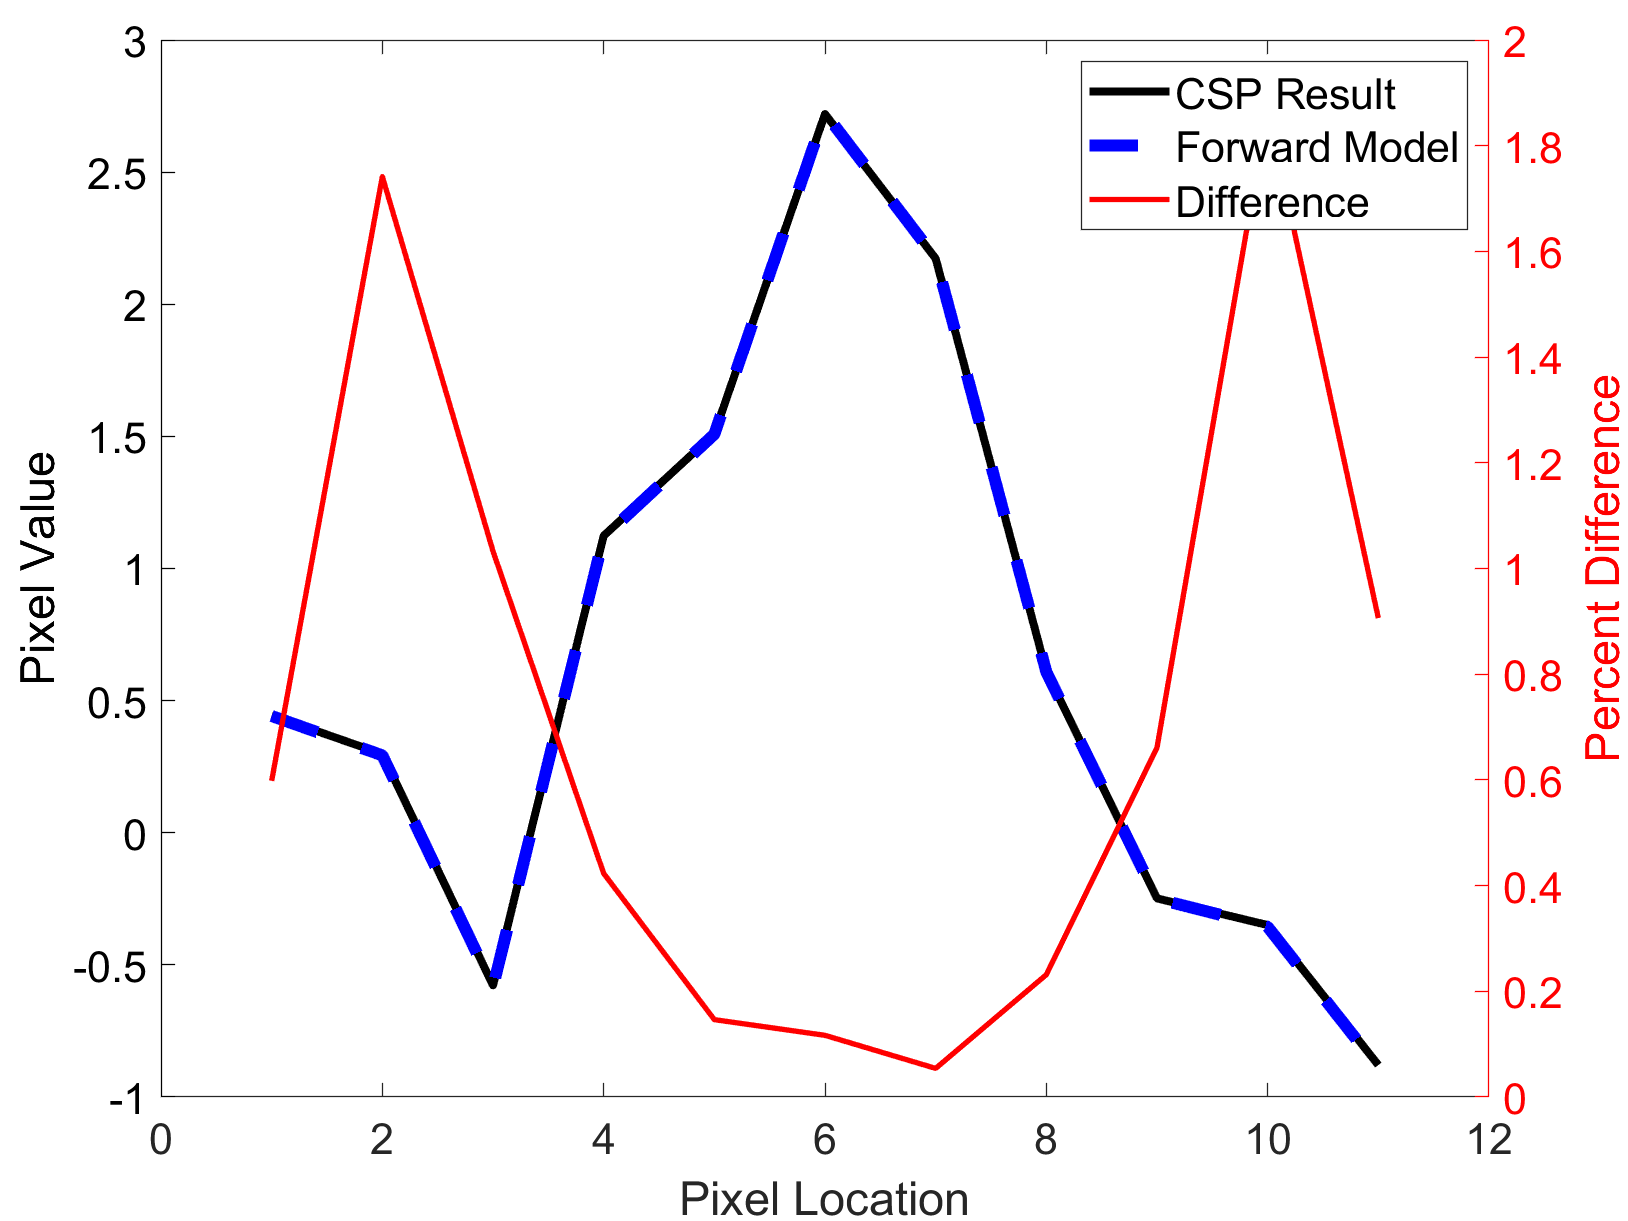 3
2.5
2
1.5
1
0.5
0
-0.5
-1
Pixel Value
CSP Result
Forward Model
Difference
2
1.8
1.6
1.4
1.2
1
0.8
0.6
0.4
0.2
0
Percent Difference
0 2 4 6 8 10 12
Pixel Location